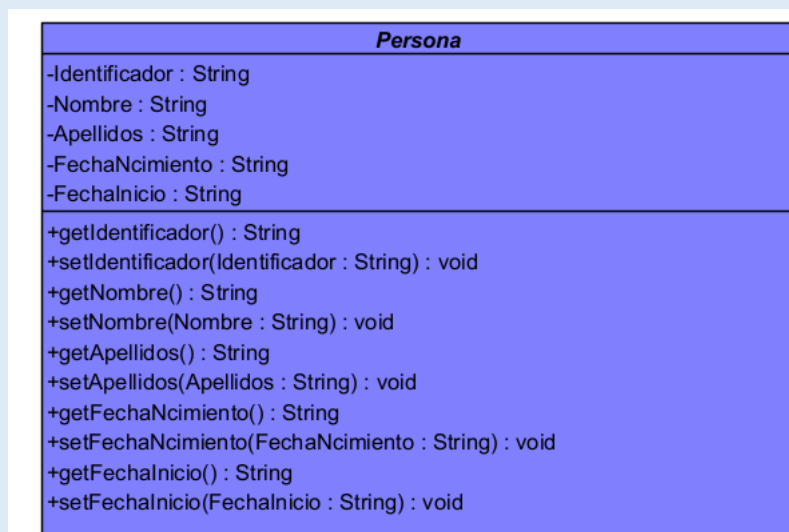 Persona
-Identificador : String
-Nombre : String
-Apellidos : String
-FechaNcimiento : String
-FechaInicio : String
+getIdentificador() : String
+setIdentificador(Identificador : String) : void
+getNombre() : String
+setNombre(Nombre : String) : void
+getApellidos() : String
+setApellidos(Apellidos : String) : void
+getFechaNcimiento() : String
+setFechaNcimiento(FechaNcimiento : String) : void
+getFechaInicio() : String
+setFechaInicio(FechaInicio : String) : void